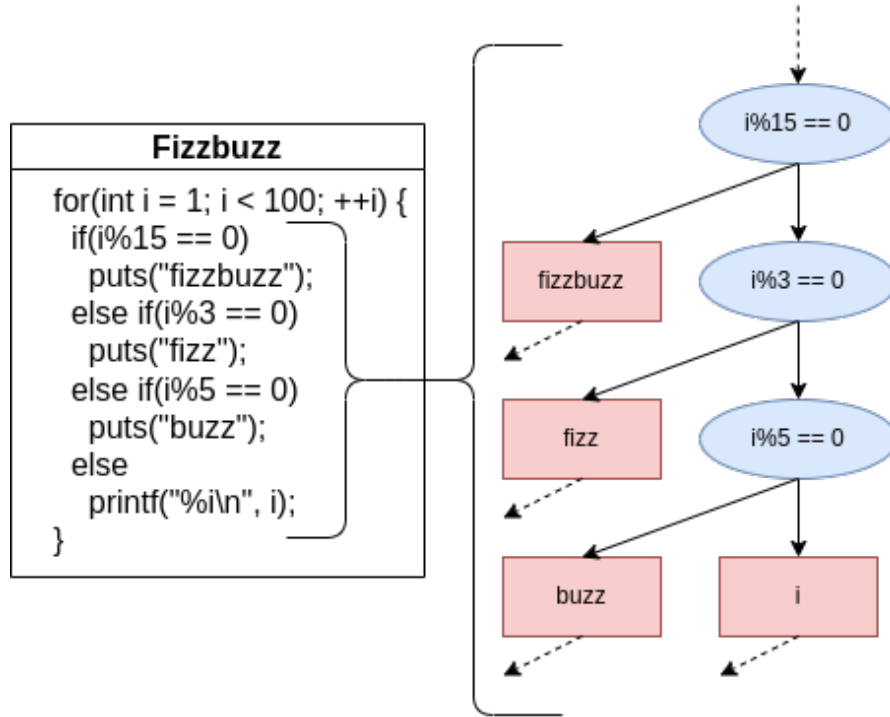 Fizzbuzz
for(int i = 1; i < 100; ++i) {
if(i%15 == 0)
puts("fizzbuzz");
else if(i%3 == 0)
puts("fizz");
else if(i%5 == 0)
puts("buzz");
else
printf("%i\n", i);
}
i%15 == 0
fizzbuzz
i%3 == 0
fizz
i%5 == 0
buzz
i